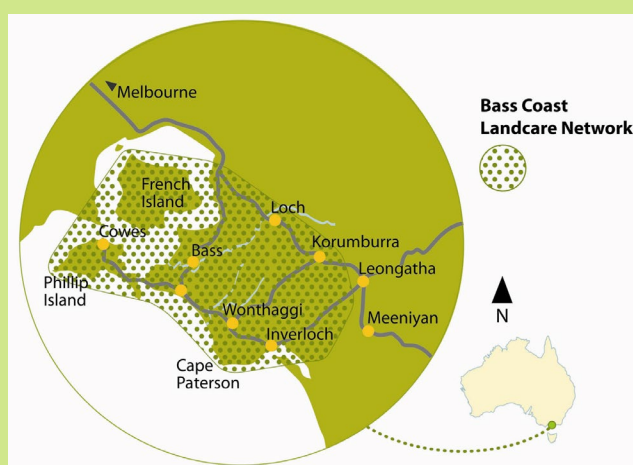 Melbourne
Bass Coast
Landcare Network
French
Island
Loch
Cowes
Korumburra
Bass
Leongatha
Phillip
Island
Wonthaggi
Meeniyan
N
Inverloch
Cape
Paterson